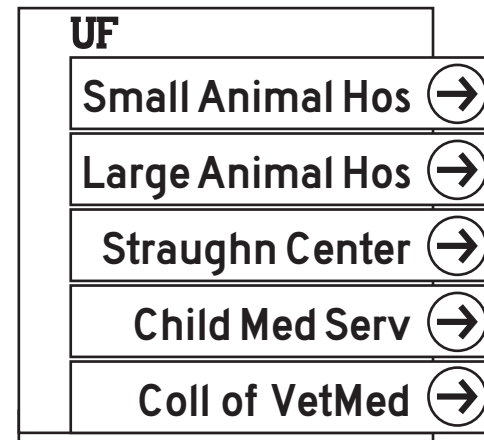 UF
Small Animal Hos
Large Animal Hos
Straughn Center
Child Med Serv
Coll of VetMed